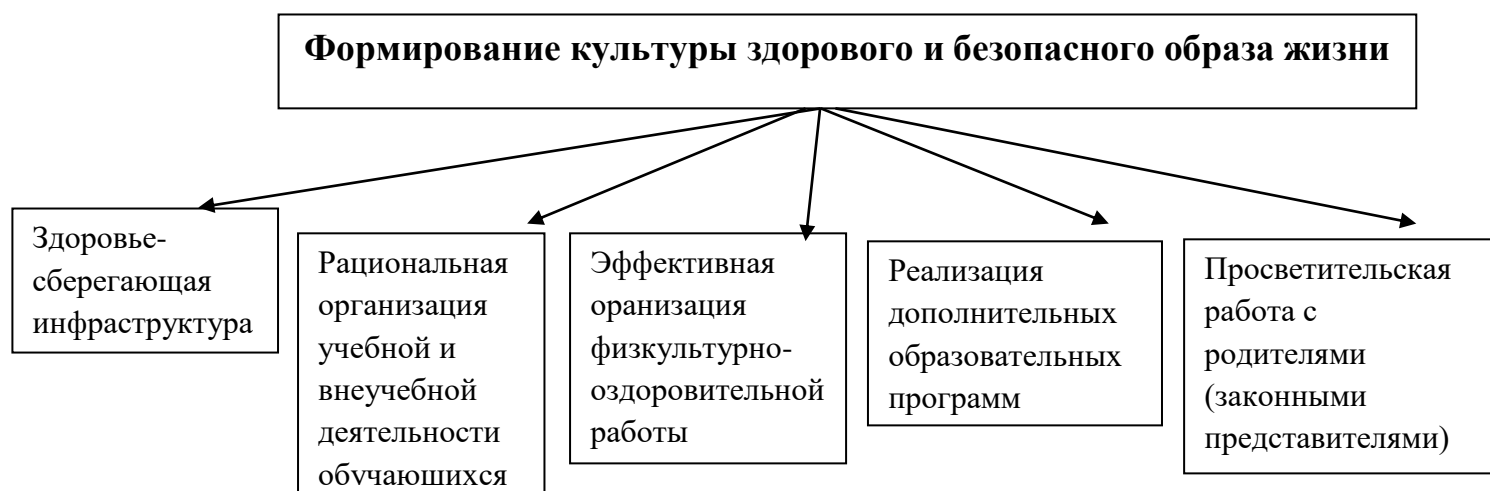 Формирование культуры здорового и безопасного образа жизни
Здоровье-
сберегающая
инфраструктура
Рациональная
организация
учебной и
внеучебной
деятельности
обучающихся
Эффективная
оранизация
физкультурно-
оздоровительной
работы
Реализация
дополнительных
образовательных
программ
Просветительская
работа с
родителями
(законными
представителями)